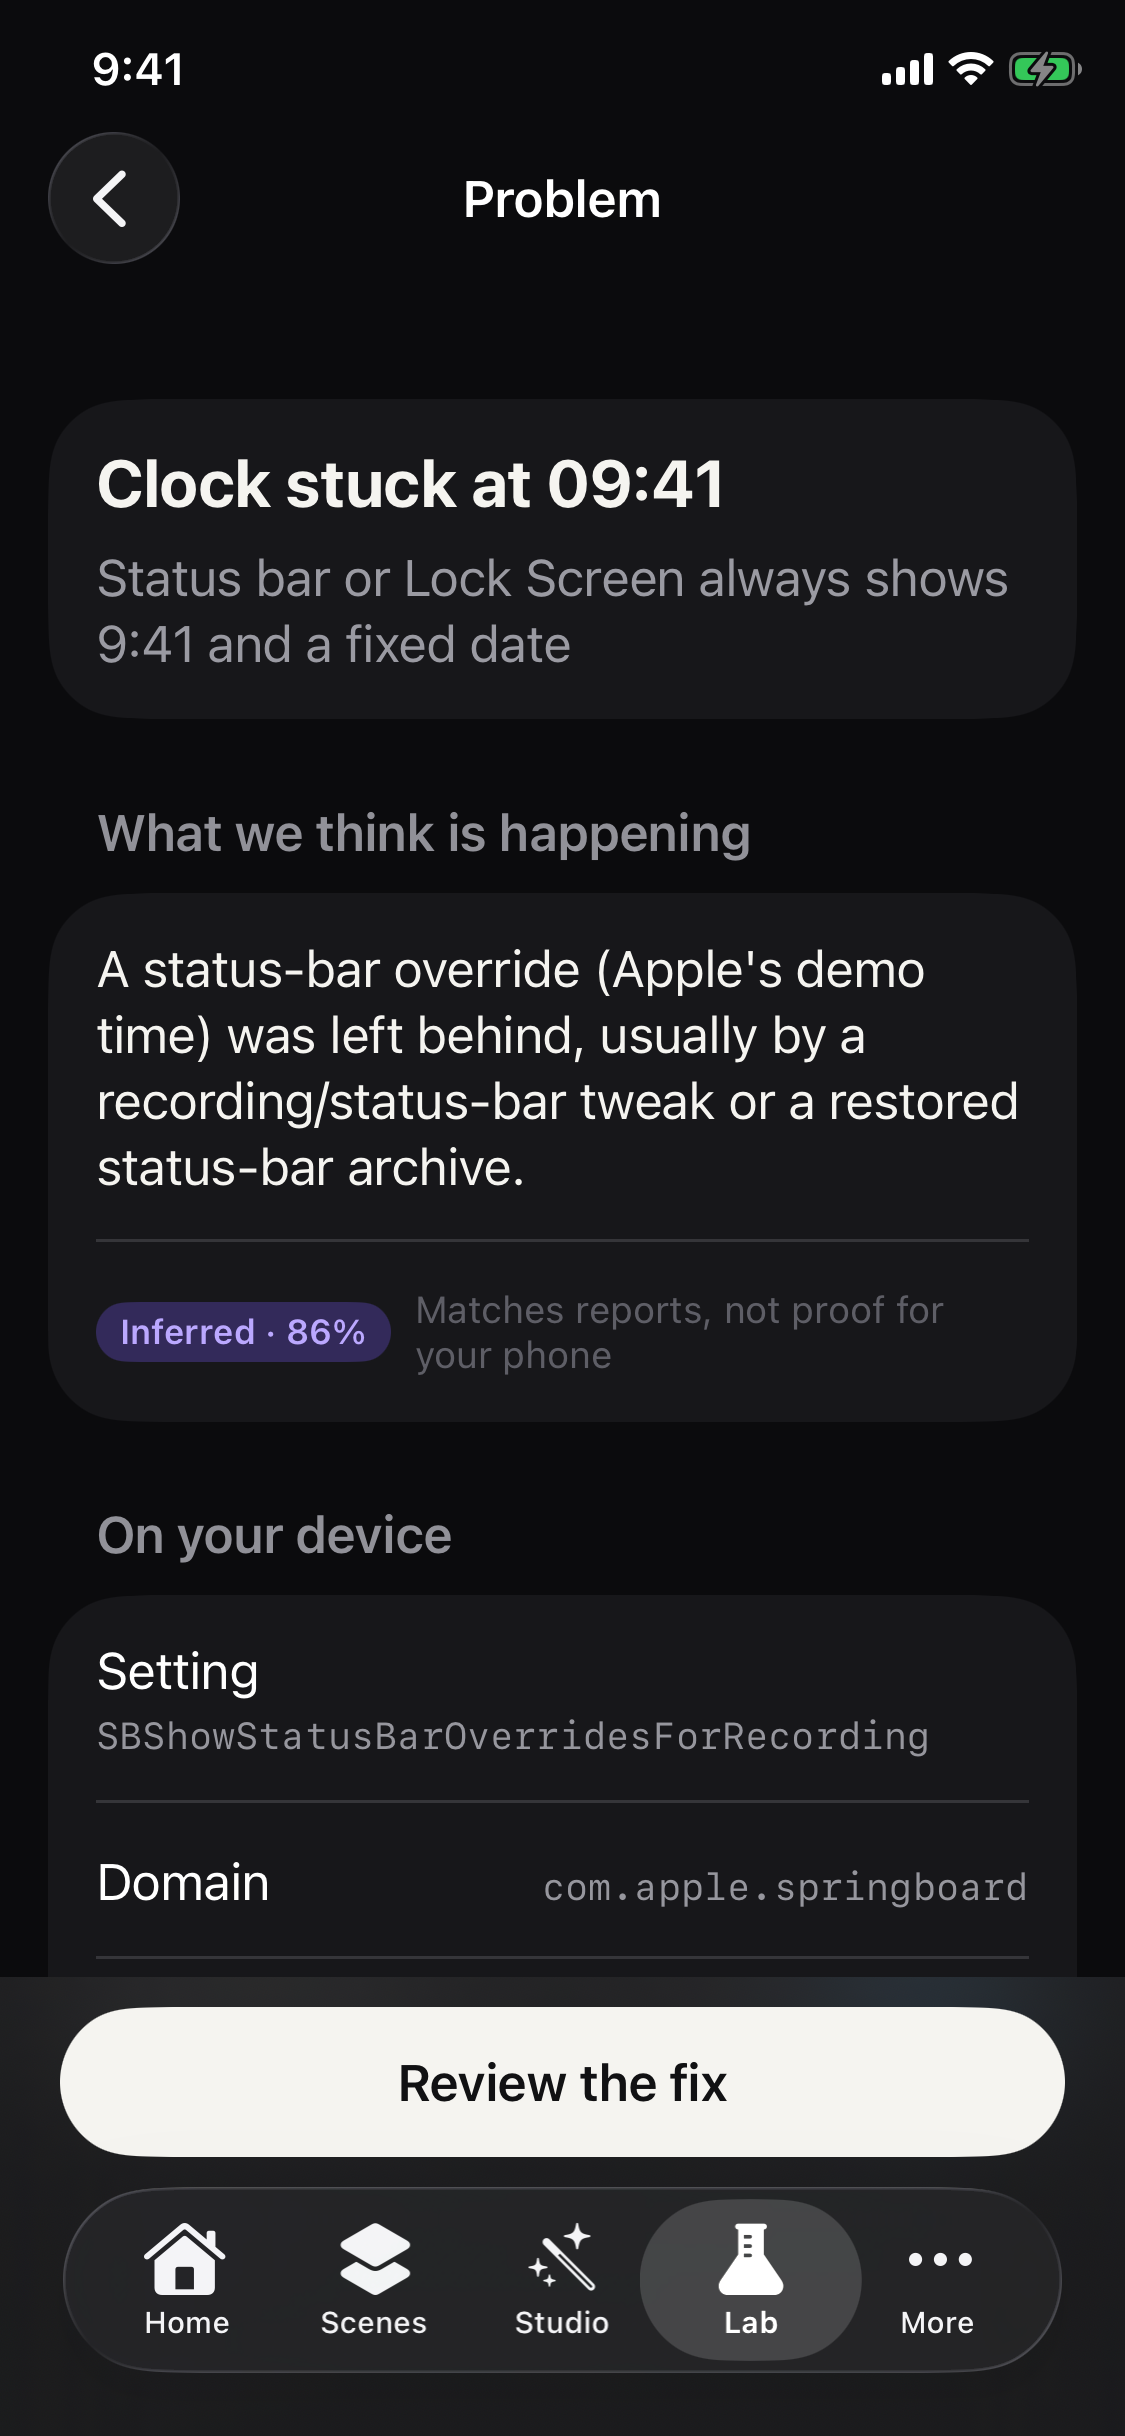 9:41
Problem
Clock stuck at 09:41
Status bar or Lock Screen always shows
9:41 and a fixed date
What we think is happening
A status-bar override (Apple's demo
time) was left behind, usually by a
recording/status-bar tweak or a restored
status-bar archive.
Inferred · 86%
Matches reports, not proof for
your phone
On your device
Setting
SBShowStatusBarOverridesForRecording
Domain
com.apple.springboard
Review the fix
Home
Scenes
Studio
Lab
More